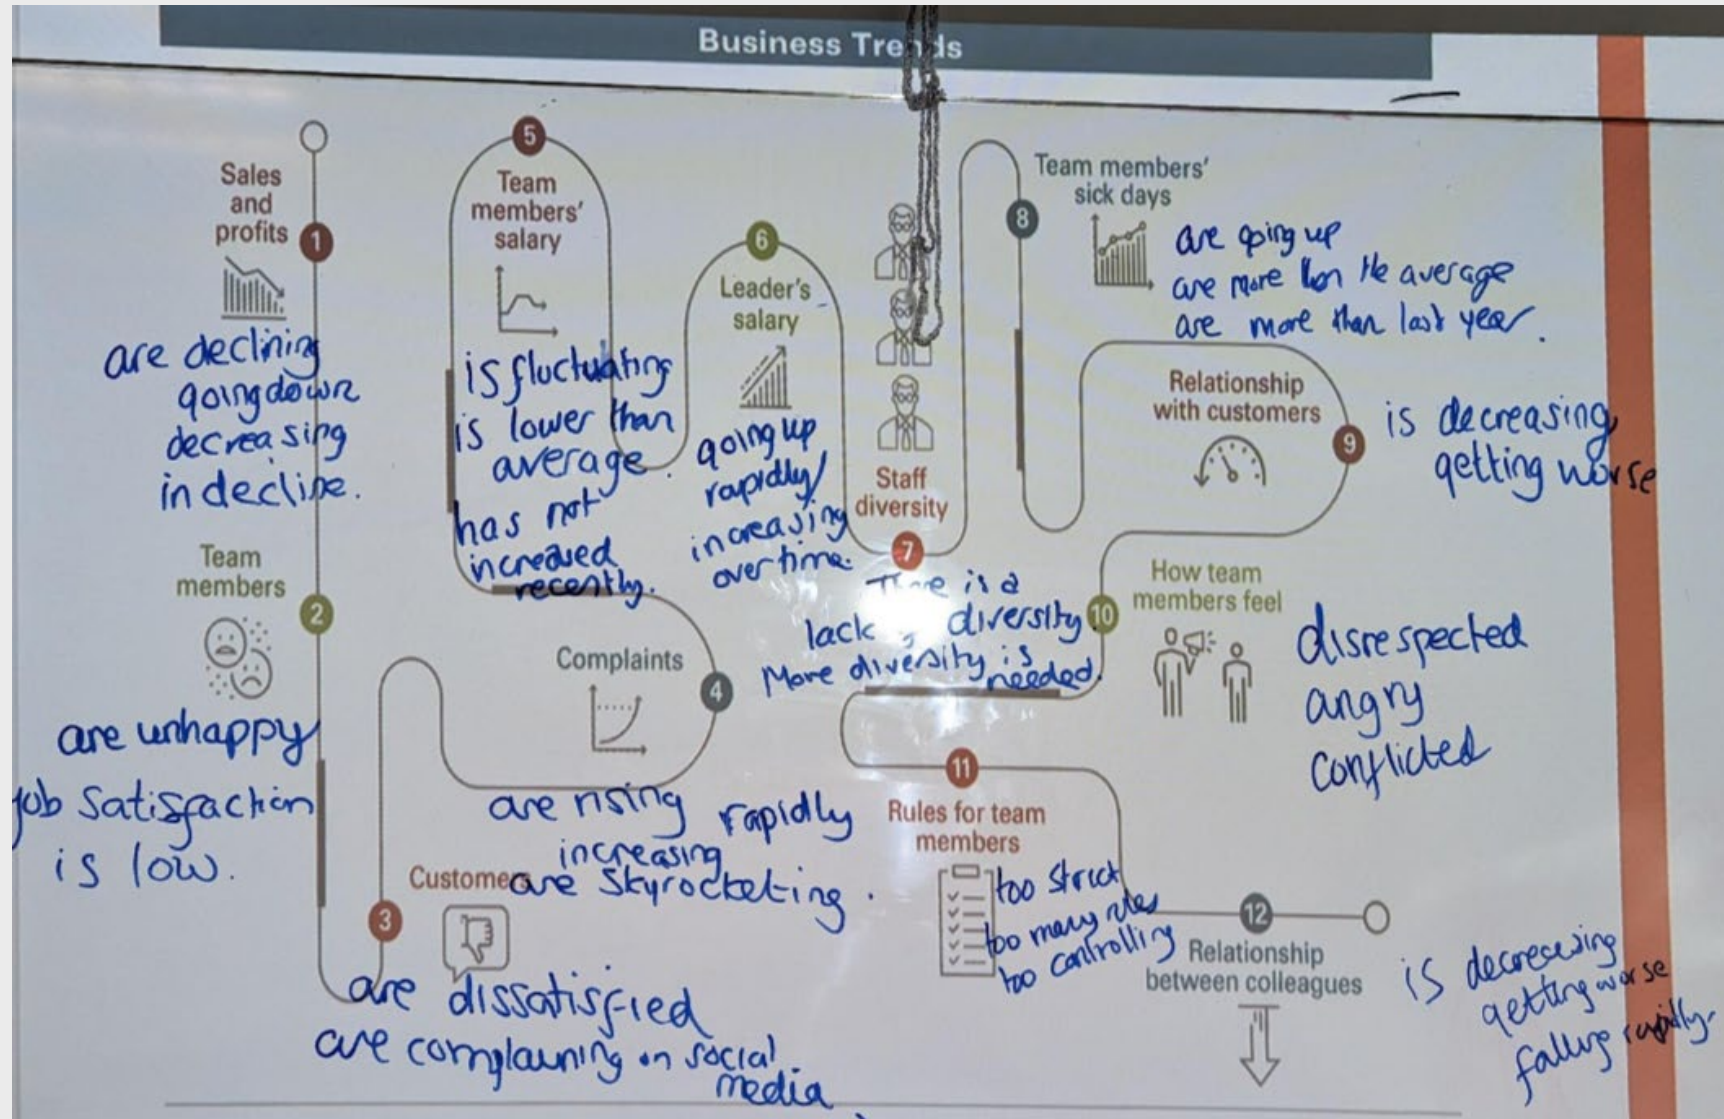 Business Trends
1
Sales
and
profits
are declining
going down
decreasing
in decline.
2
Team
members
are unhappy
job satisfaction
is low.
3
Customers
are dissatisfied
are complaining on social
media
4
Complaints
are rising rapidly
increasing
are skyrocketing.
5
Team
members'
salary
is fluctuating
is lower than
average.
has not
increased
recently.
6
Leader's
salary
going up
rapidly/
increasing
over time.
Staff
diversity
7
There is a
lack of diversity.
More diversity is
needed.
8
Team members'
sick days
are going up
are more than the average
are more than last year.
9
Relationship
with customers
is decreasing
getting worse
10
How team
members feel
disrespected
angry
conflicted
11
Rules for team
members
too strict
too many rules
too controlling
12
Relationship
between colleagues
is decreasing
getting worse
falling rapidly.